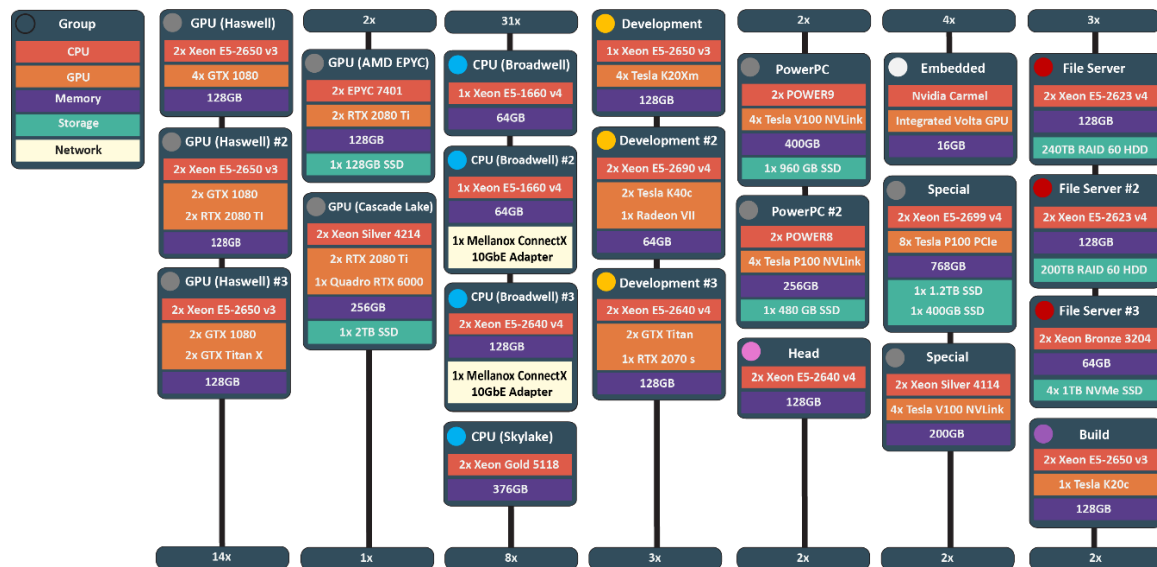 Group
CPU
GPU
Memory
Storage
Network
GPU (Haswell)
2x Xeon E5-2650 v3
4x GTX 1080
128GB
GPU (Haswell) #2
2x Xeon E5-2650 v3
2x GTX 1080
2x RTX 2080 TI
128GB
GPU (Haswell) #3
2x Xeon E5-2650 v3
2x GTX 1080
2x GTX Titan X
128GB
14x
2x
GPU (AMD EPYC)
2x EPYC 7401
2x RTX 2080 Ti
128GB
1x 128GB SSD
GPU (Cascade Lake)
2x Xeon Silver 4214
2x RTX 2080 Ti
1x Quadro RTX 6000
256GB
1x 2TB SSD
1x
31x
CPU (Broadwell)
1x Xeon E5-1660 v4
64GB
CPU (Broadwell) #2
1x Xeon E5-1660 v4
64GB
1x Mellanox ConnectX
10GbE Adapter
CPU (Broadwell) #3
2x Xeon E5-2640 v4
128GB
1x Mellanox ConnectX
10GbE Adapter
CPU (Skylake)
2x Xeon Gold 5118
376GB
8x
Development
1x Xeon E5-2650 v3
4x Tesla K20Xm
128GB
Development #2
2x Xeon E5-2690 v4
2x Tesla K40c
1x Radeon VII
64GB
Development #3
2x Xeon E5-2640 v4
2x GTX Titan
1x RTX 2070 s
128GB
3x
2x
PowerPC
2x POWER9
4x Tesla V100 NVLink
400GB
1x 960 GB SSD
PowerPC #2
2x POWER8
4x Tesla P100 NVLink
256GB
1x 480 GB SSD
Head
2x Xeon E5-2640 v4
128GB
2x
4x
Embedded
Nvidia Carmel
Integrated Volta GPU
16GB
Special
2x Xeon E5-2699 v4
8x Tesla P100 PCIe
768GB
1x 1.2TB SSD
1x 400GB SSD
Special
2x Xeon Silver 4114
4x Tesla V100 NVLink
200GB
2x
3x
File Server
2x Xeon E5-2623 v4
128GB
240TB RAID 60 HDD
File Server #2
2x Xeon E5-2623 v4
128GB
200TB RAID 60 HDD
File Server #3
2x Xeon Bronze 3204
64GB
4x 1TB NVMe SSD
Build
2x Xeon E5-2650 v3
1x Tesla K20c
128GB
2x